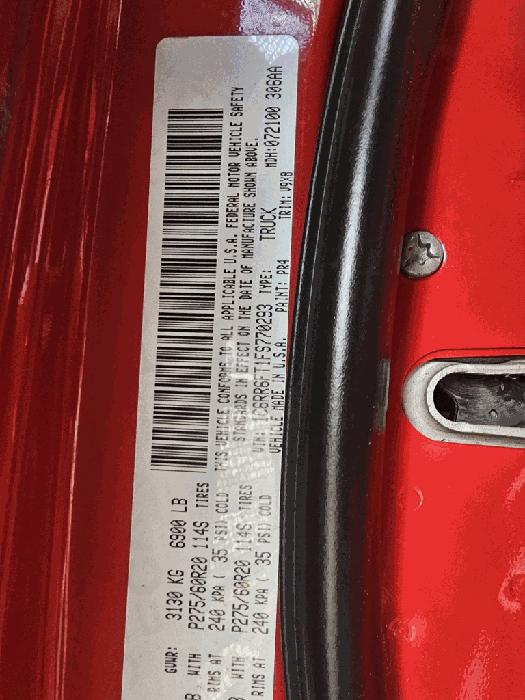 GVWR: 3130 KG 6900 LB
B WITH P275/60R20 114S TIRES
RIMS AT 240 KPA ( 35 PSI) COLD
WITH P275/60R20 114S TIRES
RIMS AT 240 KPA ( 35 PSI) COLD
THIS VEHICLE CONFORMS TO ALL APPLICABLE U.S.A. FEDERAL MOTOR VEHICLE SAFETY
STANDARDS IN EFFECT ON THE DATE OF MANUFACTURE SHOWN ABOVE.
VIN: 1C6RR6FT1FS770293 TYPE: TRUCK MDH:072100 306AA
VEHICLE MADE IN U.S.A. PAINT: PR4 TRIM: V9X8